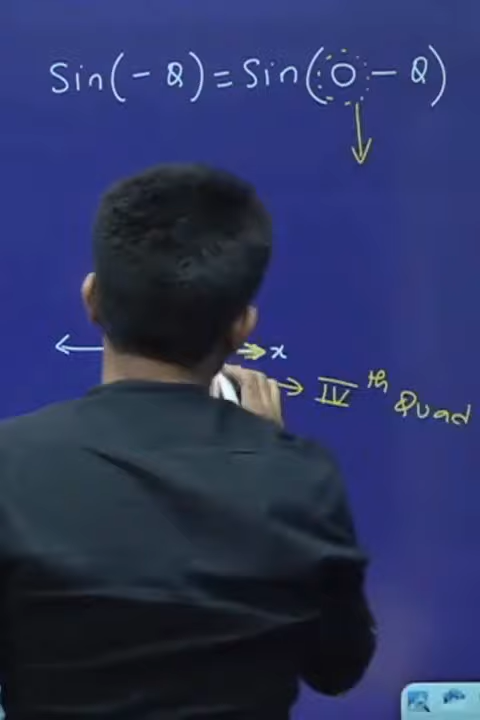 Sin(- Q) = Sin(0 - Q)
x
IV th Quad